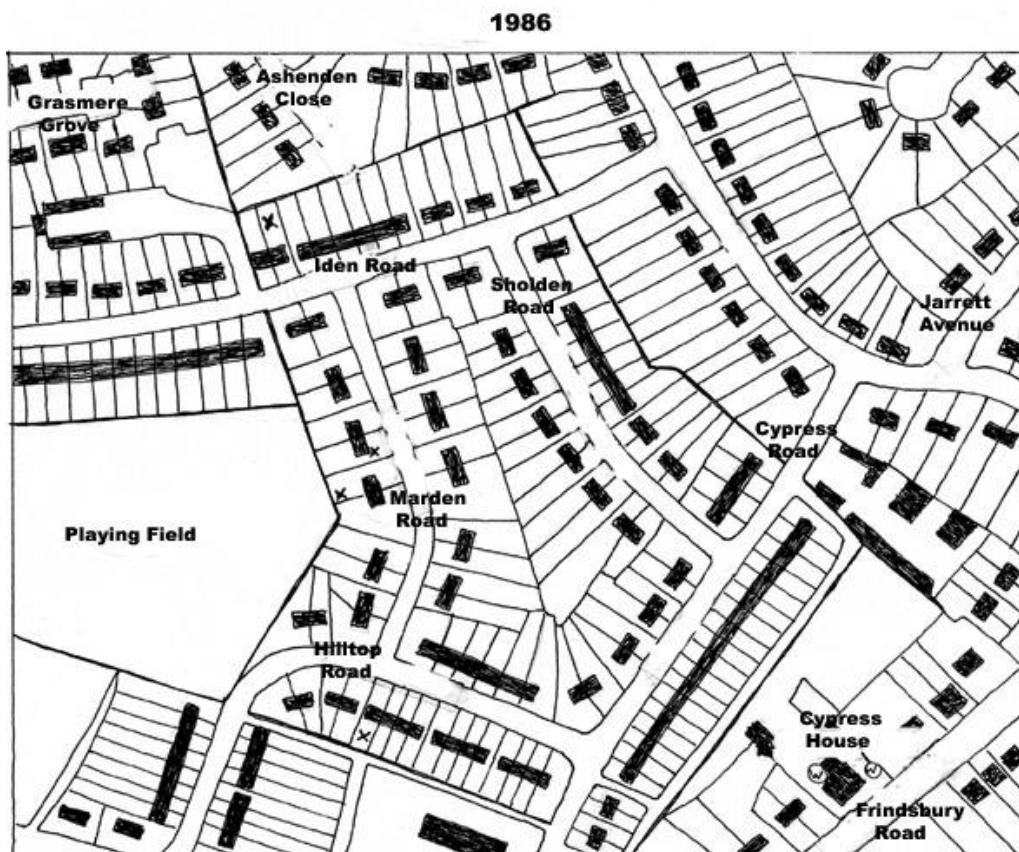 1986
Grasmere
Grove
Ashenden
Close
Iden Road
Sholden
Road
Jarrett
Avenue
Cypress
Road
Marden
Road
Playing Field
Hilltop
Road
Cypress
House
Frindsbury
Road